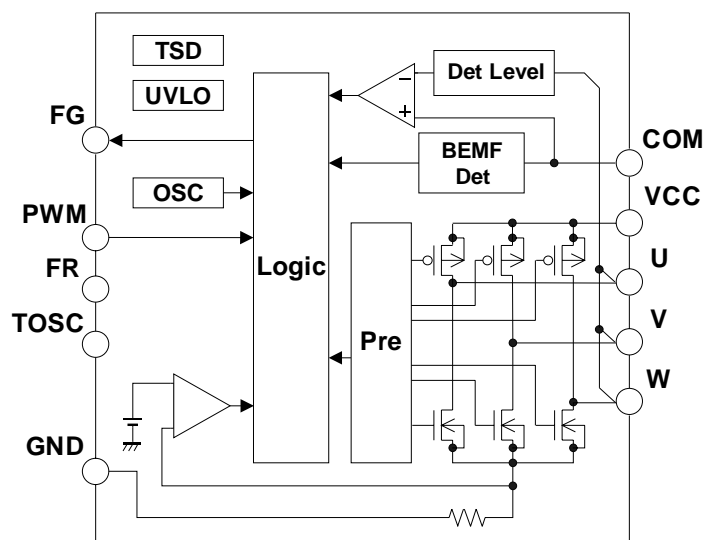 TSD
Det Level
UVLO
−
+
FG
COM
BEMF
Det
VCC
OSC
PWM
Logic
U
FR
V
TOSC
Pre
W
GND